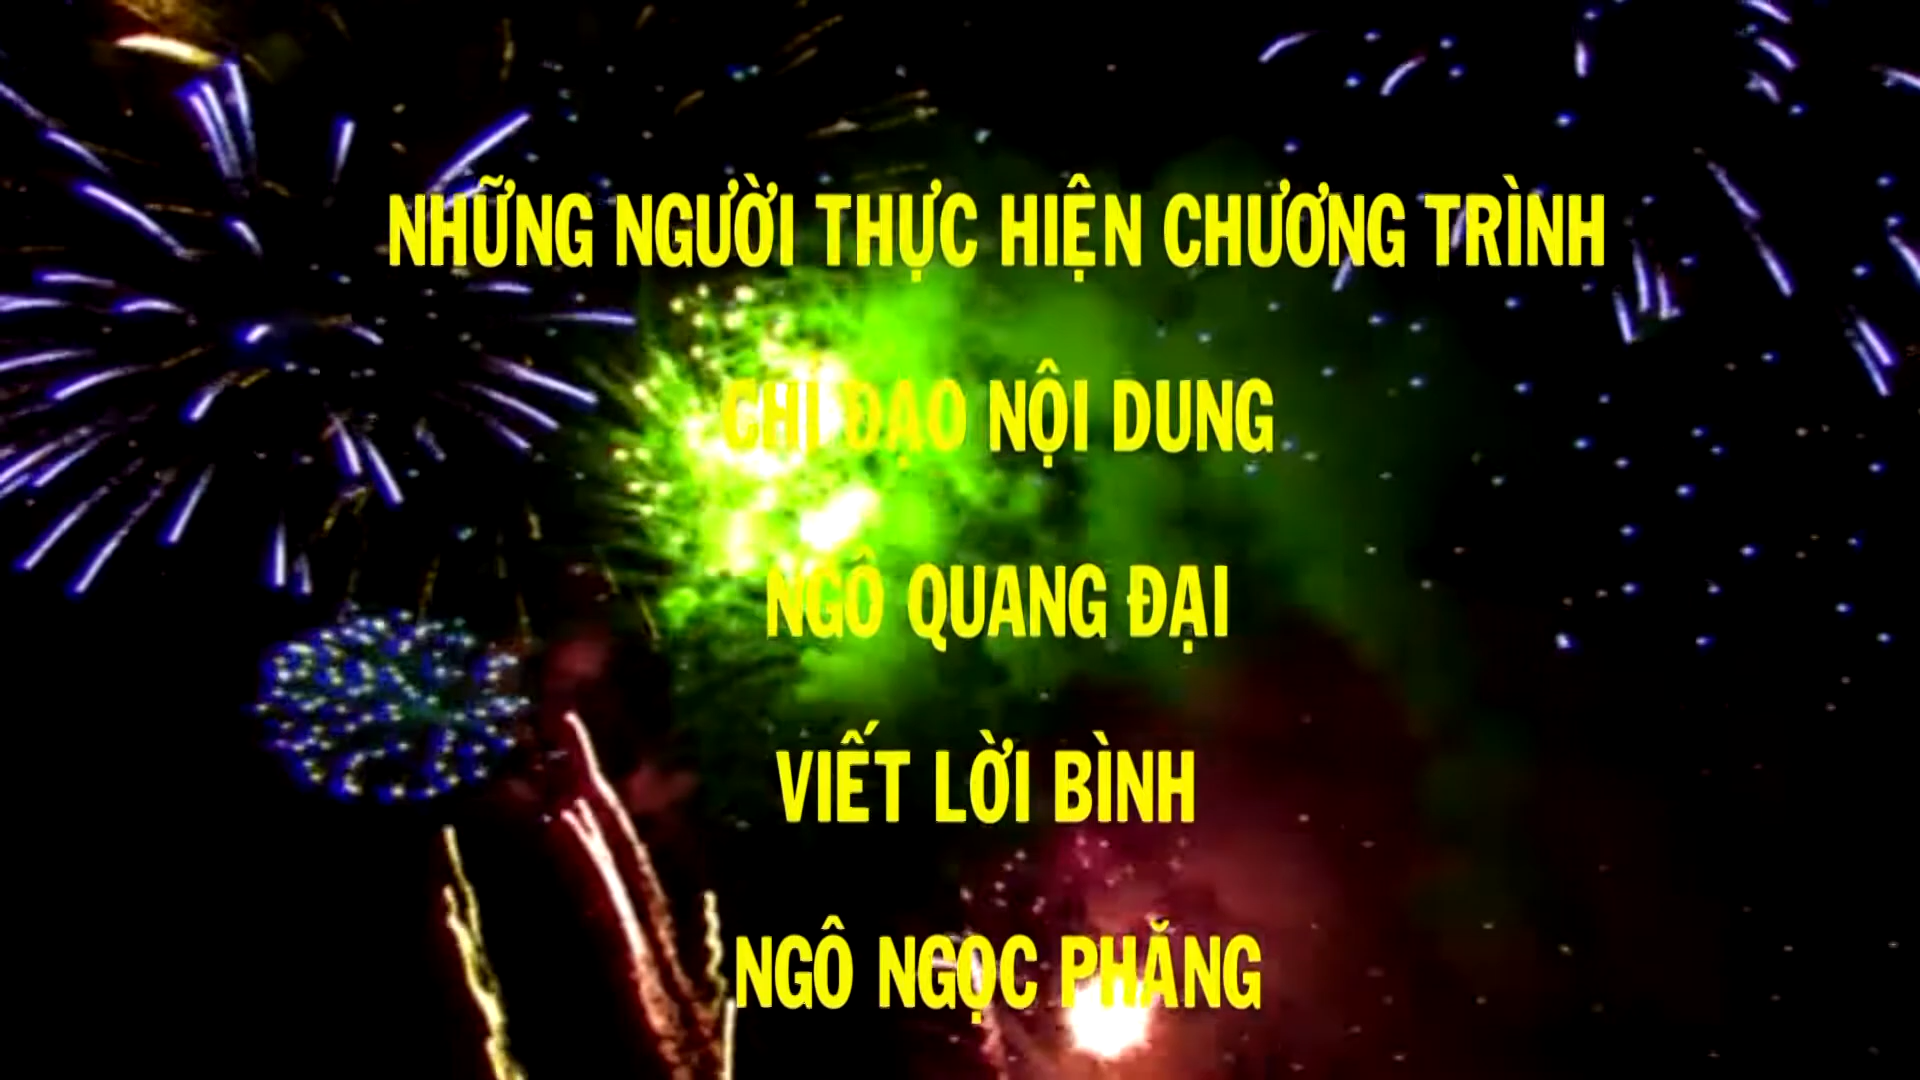 NHỮNG NGƯỜI THỰC HIỆN CHƯƠNG TRÌNH
CHỈ ĐẠO NỘI DUNG
NGÔ QUANG ĐẠI
VIẾT LỜI BÌNH
NGÔ NGỌC PHĂNG